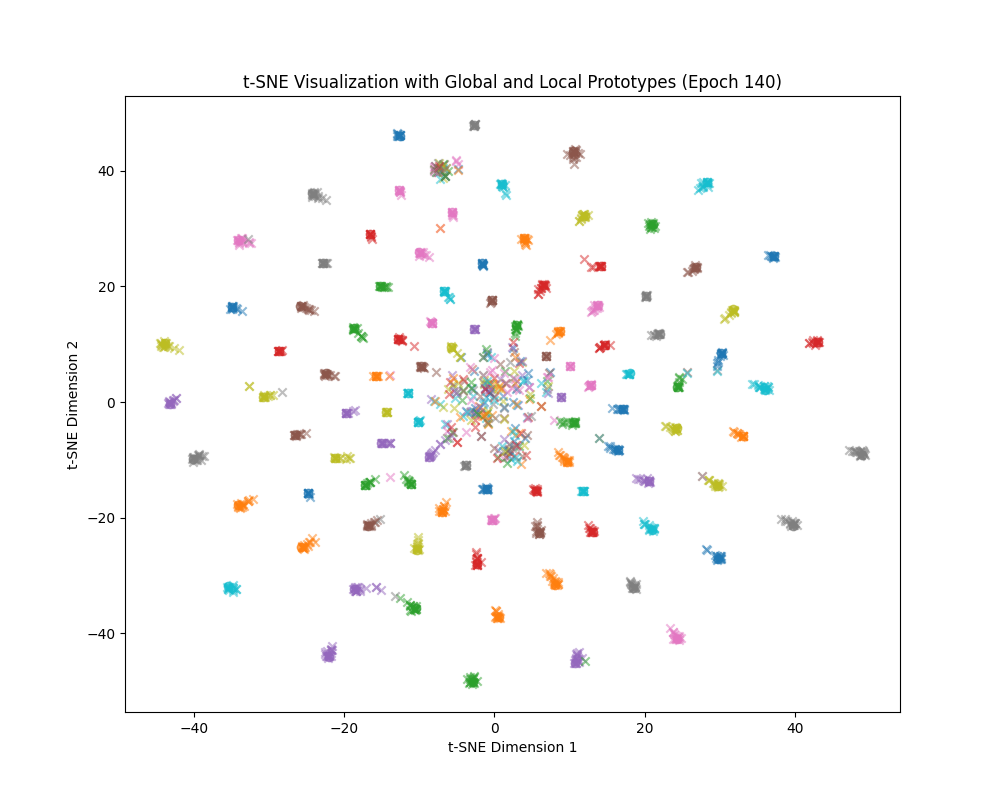 t-SNE Visualization with Global and Local Prototypes (Epoch 140)
40
20
0
−20
−40
t-SNE Dimension 2
−40 −20 0 20 40
t-SNE Dimension 1